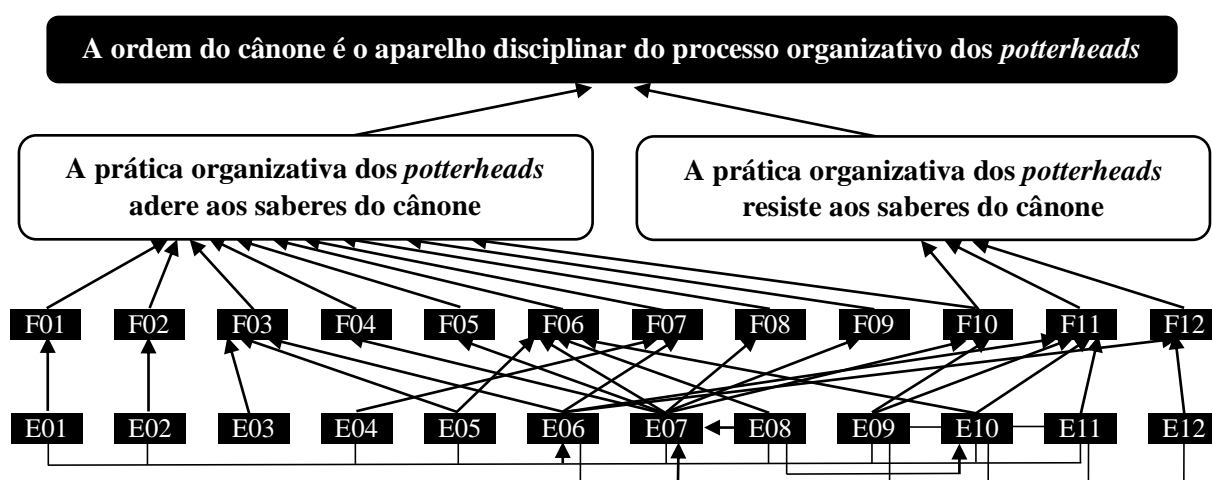 A ordem do cânone é o aparelho disciplinar do processo organizativo dos potterheads
A prática organizativa dos potterheads
adere aos saberes do cânone
A prática organizativa dos potterheads
resiste aos saberes do cânone
F01 F02 F03 F04 F05 F06 F07 F08 F09 F10 F11 F12
E01 E02 E03 E04 E05 E06 E07 E08 E09 E10 E11 E12